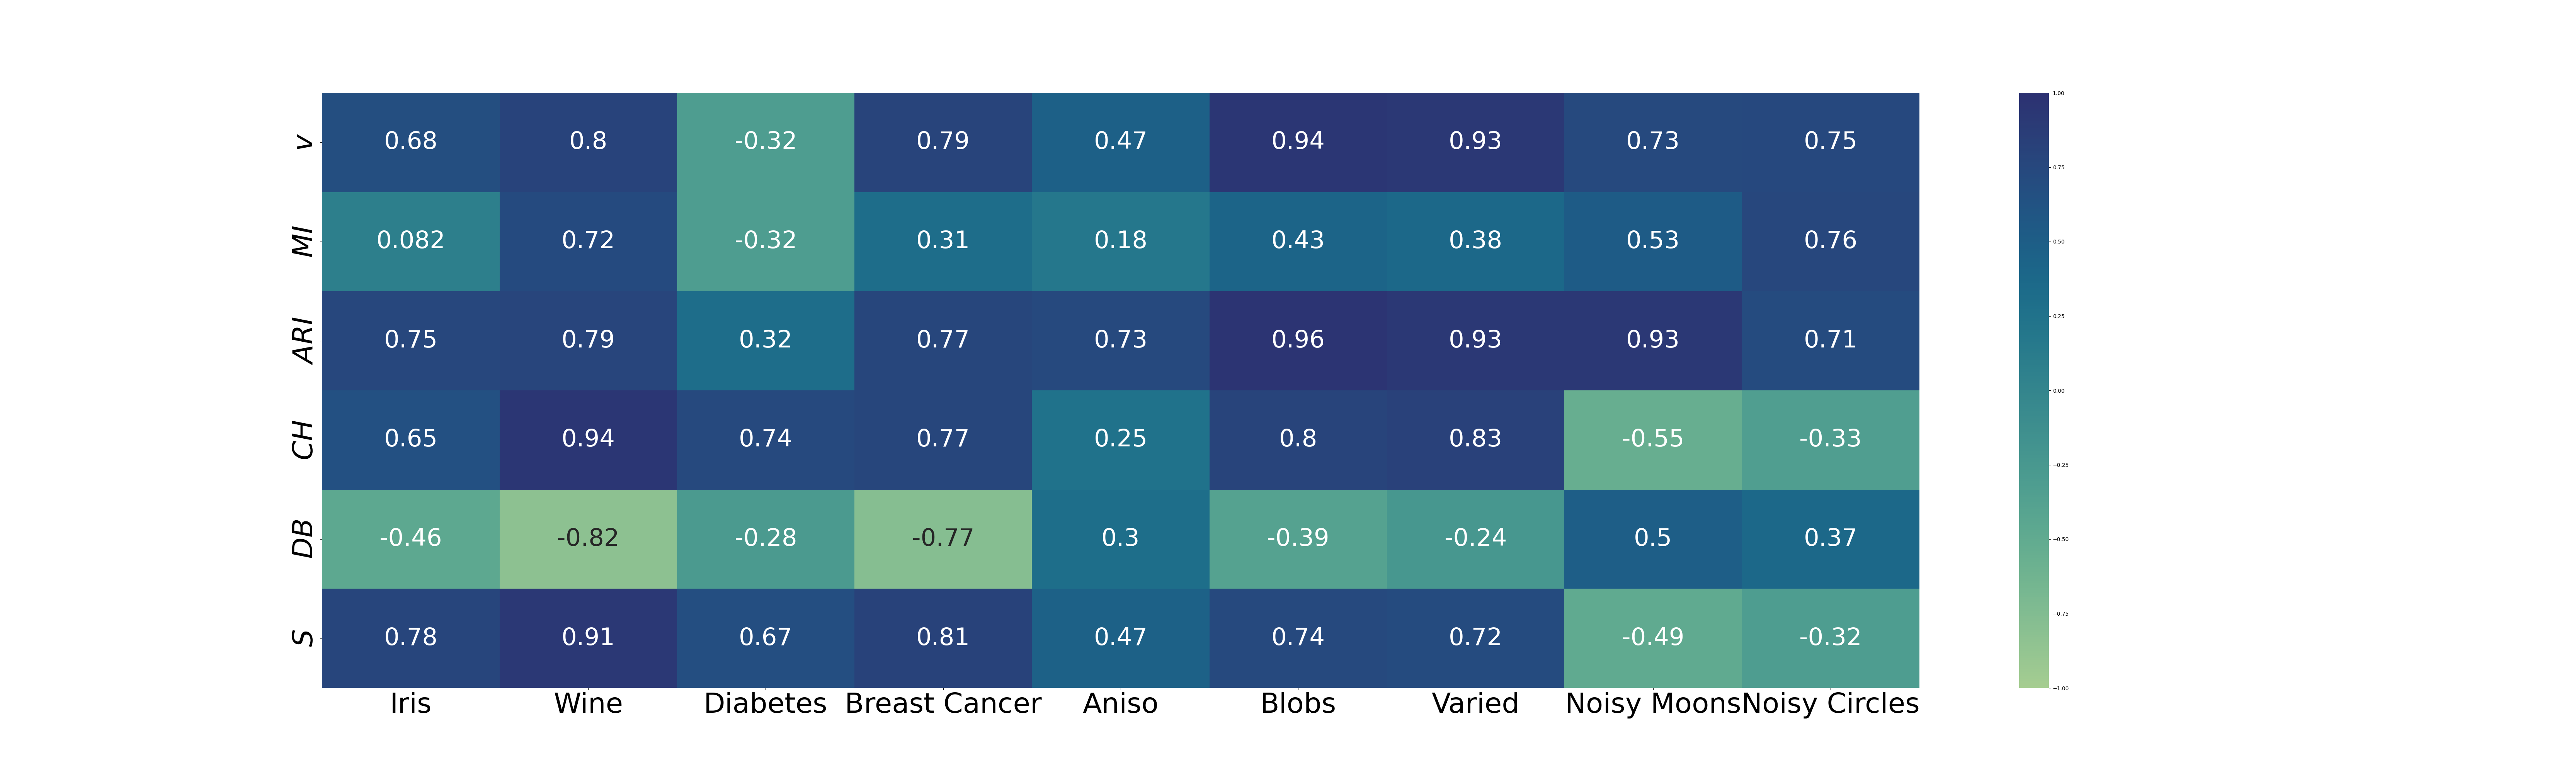 v 0.68 0.8 -0.32 0.79 0.47 0.94 0.93 0.73 0.75
MI 0.082 0.72 -0.32 0.31 0.18 0.43 0.38 0.53 0.76
ARI 0.75 0.79 0.32 0.77 0.73 0.96 0.93 0.93 0.71
CH 0.65 0.94 0.74 0.77 0.25 0.8 0.83 -0.55 -0.33
DB -0.46 -0.82 -0.28 -0.77 0.3 -0.39 -0.24 0.5 0.37
S 0.78 0.91 0.67 0.81 0.47 0.74 0.72 -0.49 -0.32
Iris Wine Diabetes Breast Cancer Aniso Blobs Varied Noisy Moons Noisy Circles
1.00
0.75
0.50
0.25
0.00
−0.25
−0.50
−0.75
−1.00